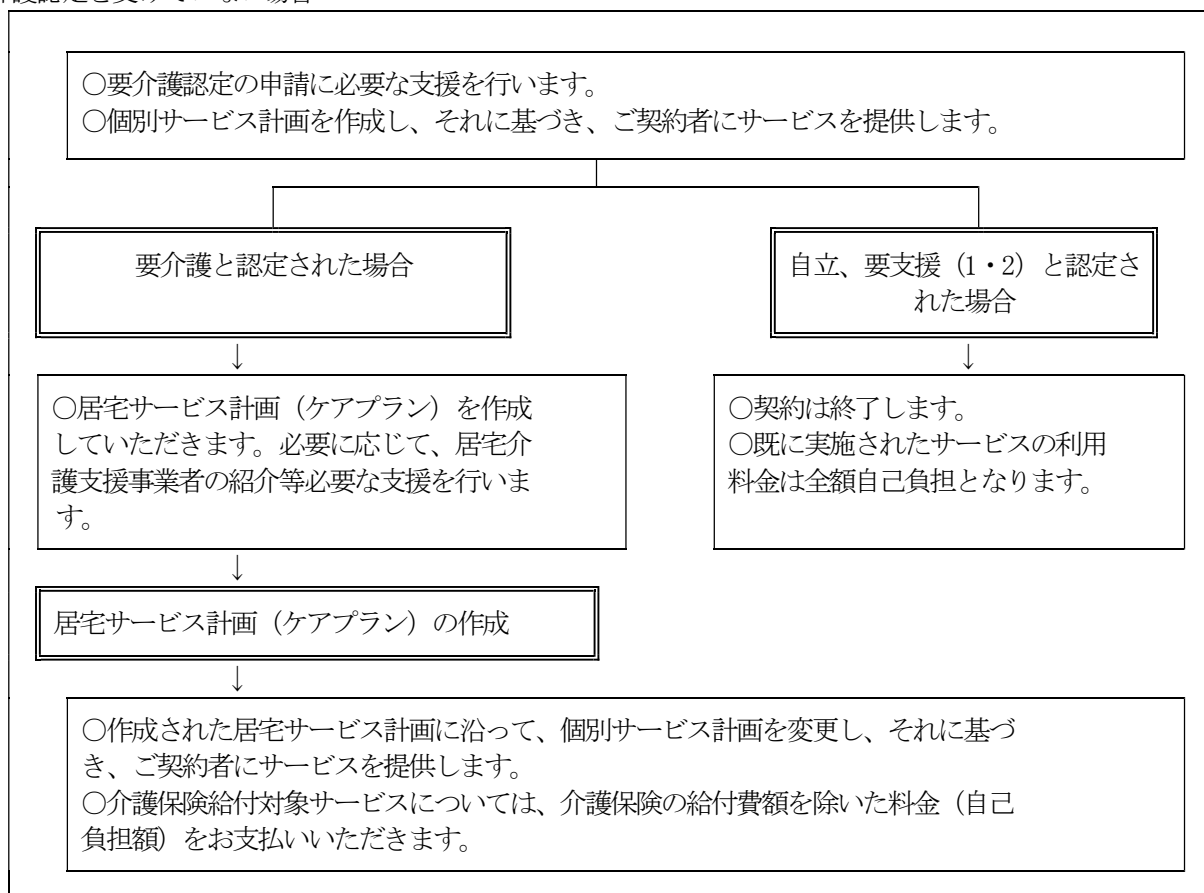 ○要介護認定の申請に必要な支援を行います。
○個別サービス計画を作成し、それに基づき、ご契約者にサービスを提供します。
要介護と認定された場合
自立、要支援（1・2）と認定さ
れた場合
↓
↓
○居宅サービス計画（ケアプラン）を作成
していただきます。必要に応じて、居宅介
護支援事業者の紹介等必要な支援を行いま
す。
○契約は終了します。
○既に実施されたサービスの利用
料金は全額自己負担となります。
↓
居宅サービス計画（ケアプラン）の作成
↓
○作成された居宅サービス計画に沿って、個別サービス計画を変更し、それに基づ
き、ご契約者にサービスを提供します。
○介護保険給付対象サービスについては、介護保険の給付費額を除いた料金（自己
負担額）をお支払いいただきます。